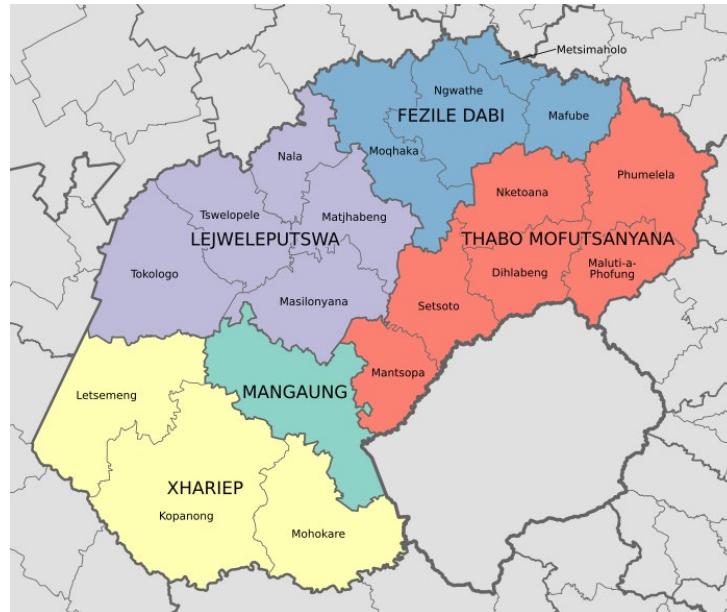 Metsimaholo
Ngwathe
FEZILE DABI
Mafube
Moqhaka
Nala
Phumelela
Nketoana
Tswelopele
Matjhabeng
LEJWELEPUTSWA
THABO MOFUTSANYANA
Tokologo
Dihlabeng
Maluti-a-
Phofung
Masilonyana
Setsoto
Mantsopa
Letsemeng
MANGAUNG
XHARIEP
Kopanong
Mohokare